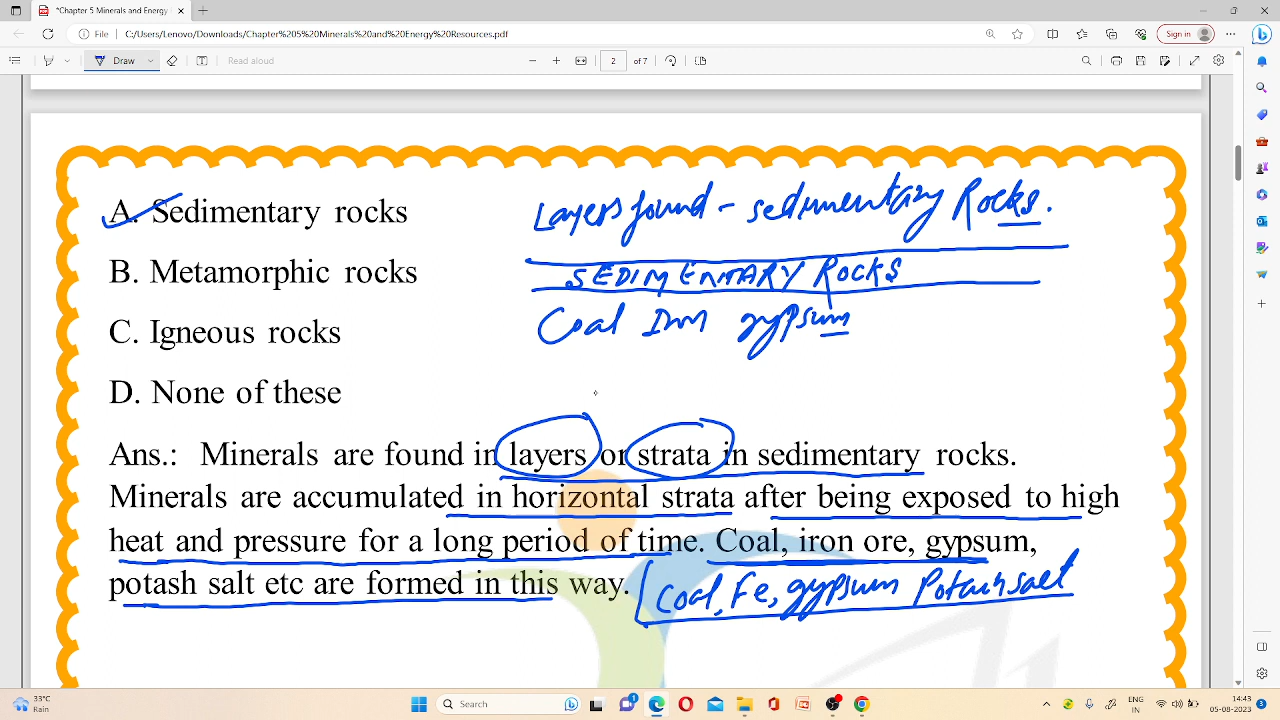 *Chapter 5 Minerals and Energy
File C:/Users/Lenovo/Downloads/Chapter%205%20Minerals%20and%20Energy%20Resources.pdf
Sign in
Draw Read aloud 2 of 7
A. Sedimentary rocks
Layers found - sedimentary Rocks.
B. Metamorphic rocks
SEDIMENTARY ROCKS
C. Igneous rocks
Coal Iron gypsum
D. None of these
Ans.: Minerals are found in layers or strata in sedimentary rocks.
Minerals are accumulated in horizontal strata after being exposed to high
heat and pressure for a long period of time. Coal, iron ore, gypsum,
potash salt etc are formed in this way.
Coal, Fe, gypsum Potash salt
33°C
Rain
Search
ENG
IN
14:43
05-08-2023